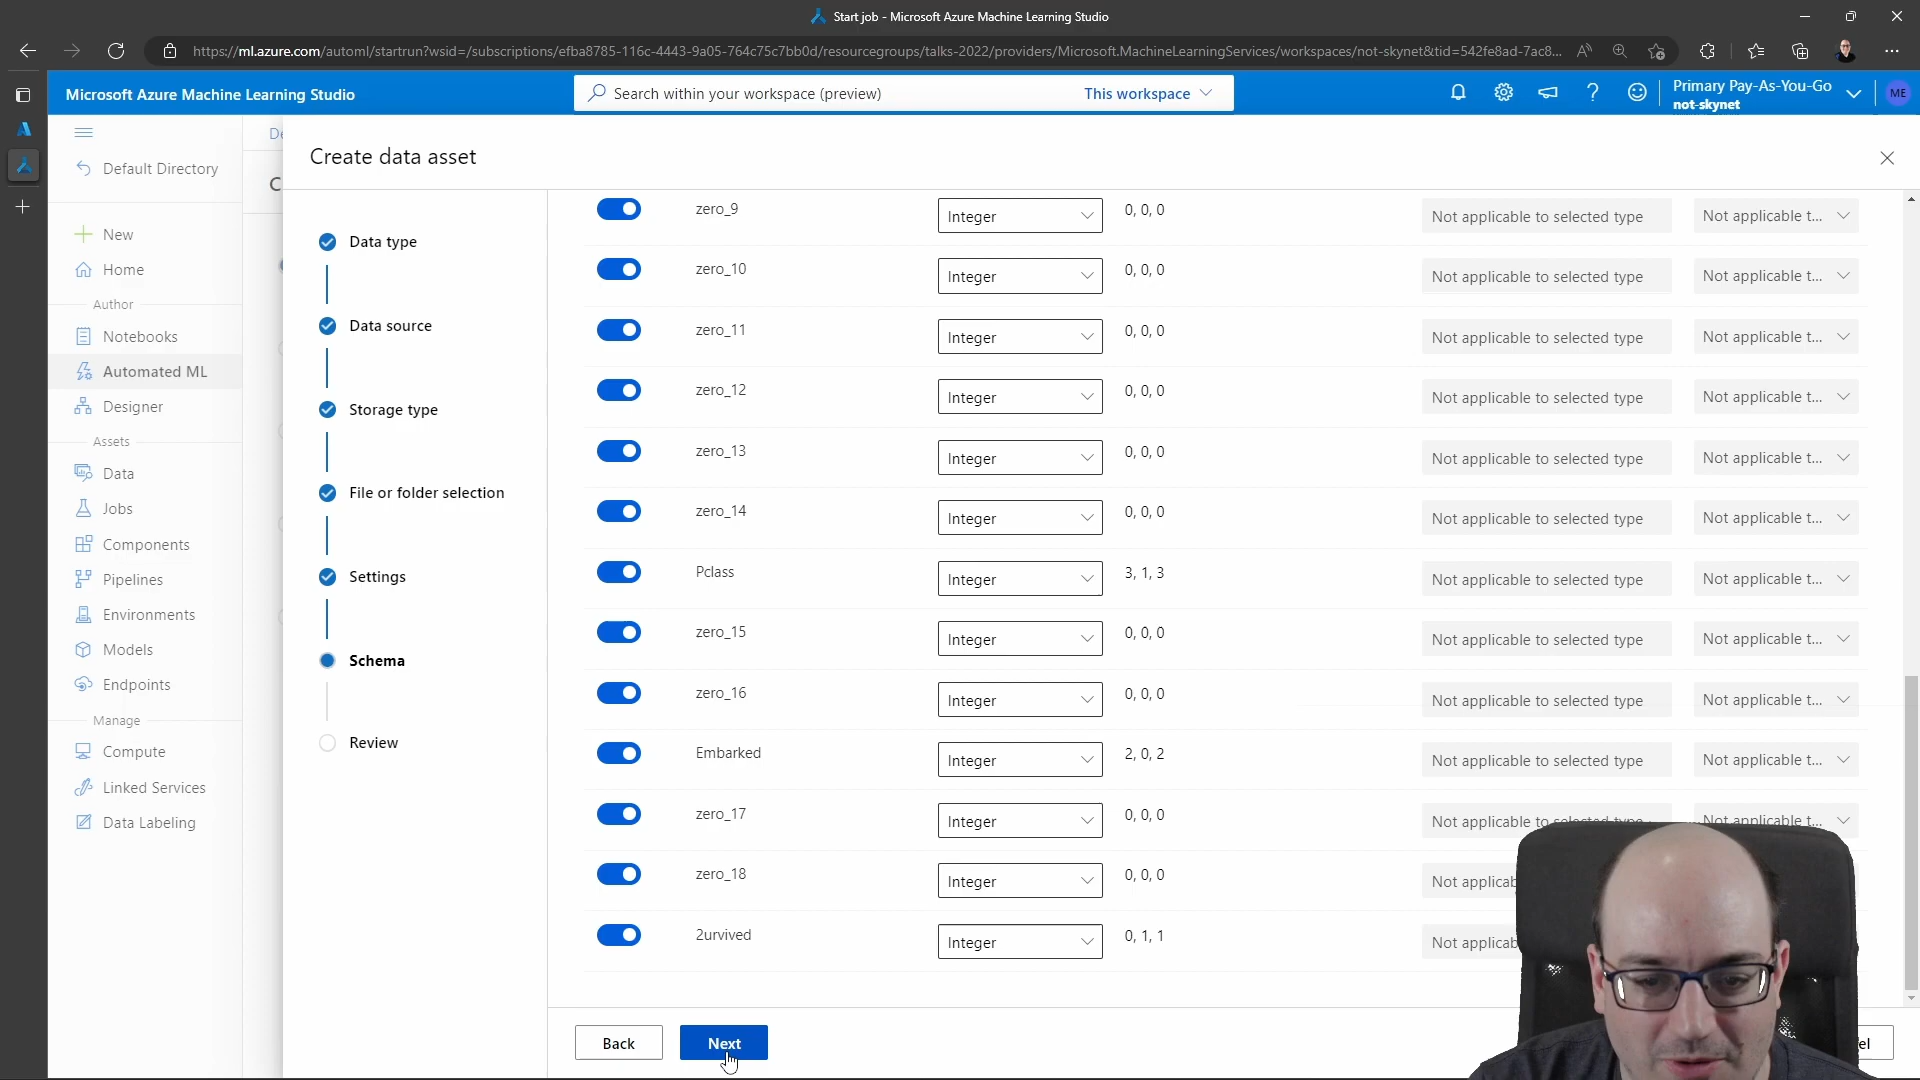 Start job - Microsoft Azure Machine Learning Studio
https://ml.azure.com/automl/startrun?wsid=/subscriptions/efba8785-116c-4443-9a05-764c75c7bb0d/resourcegroups/talks-2022/providers/Microsoft.MachineLearningServices/workspaces/not-skynet&tid=542fe8ad-7ac8...
Microsoft Azure Machine Learning Studio
Search within your workspace (preview)
This workspace
Primary Pay-As-You-Go
not-skynet
ME
Default Directory
New
Home
Author
Notebooks
Automated ML
Designer
Assets
Data
Jobs
Components
Pipelines
Environments
Models
Endpoints
Manage
Compute
Linked Services
Data Labeling
Create data asset
Data type
Data source
Storage type
File or folder selection
Settings
Schema
Review
zero_9 Integer 0, 0, 0 Not applicable to selected type Not applicable t...
zero_10 Integer 0, 0, 0 Not applicable to selected type Not applicable t...
zero_11 Integer 0, 0, 0 Not applicable to selected type Not applicable t...
zero_12 Integer 0, 0, 0 Not applicable to selected type Not applicable t...
zero_13 Integer 0, 0, 0 Not applicable to selected type Not applicable t...
zero_14 Integer 0, 0, 0 Not applicable to selected type Not applicable t...
Pclass Integer 3, 1, 3 Not applicable to selected type Not applicable t...
zero_15 Integer 0, 0, 0 Not applicable to selected type Not applicable t...
zero_16 Integer 0, 0, 0 Not applicable to selected type Not applicable t...
Embarked Integer 2, 0, 2 Not applicable to selected type Not applicable t...
zero_17 Integer 0, 0, 0 Not applicable to selected type Not applicable t...
zero_18 Integer 0, 0, 0 Not applicab
2urvived Integer 0, 1, 1 Not applicab
Back
Next
el